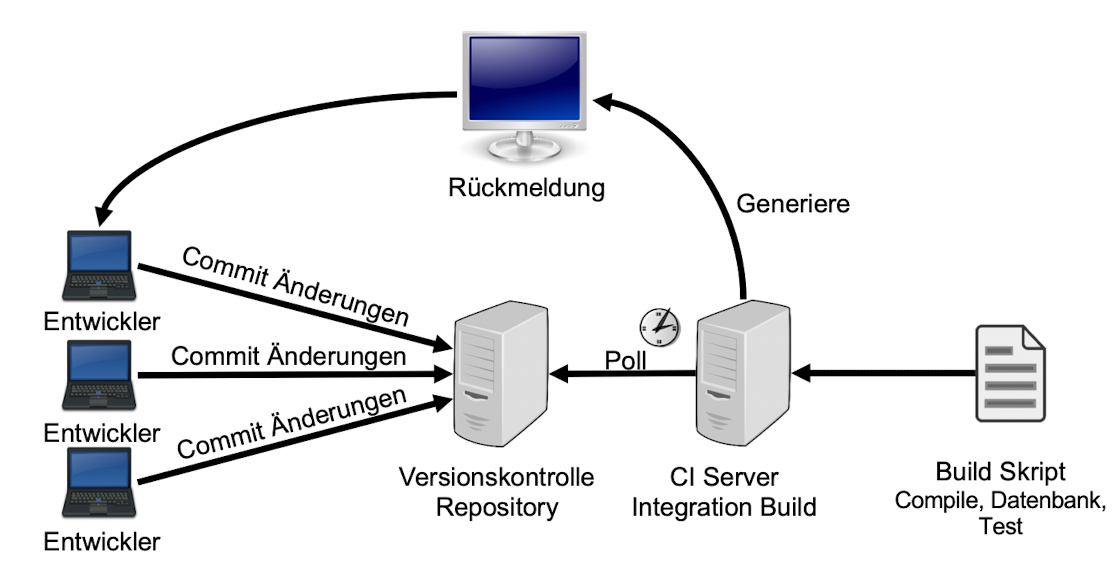 Rückmeldung
Generiere
Commit Änderungen
Entwickler
Commit Änderungen
Poll
Entwickler
Commit Änderungen
Entwickler
Versionskontrolle
Repository
CI Server
Integration Build
Build Skript
Compile, Datenbank,
Test